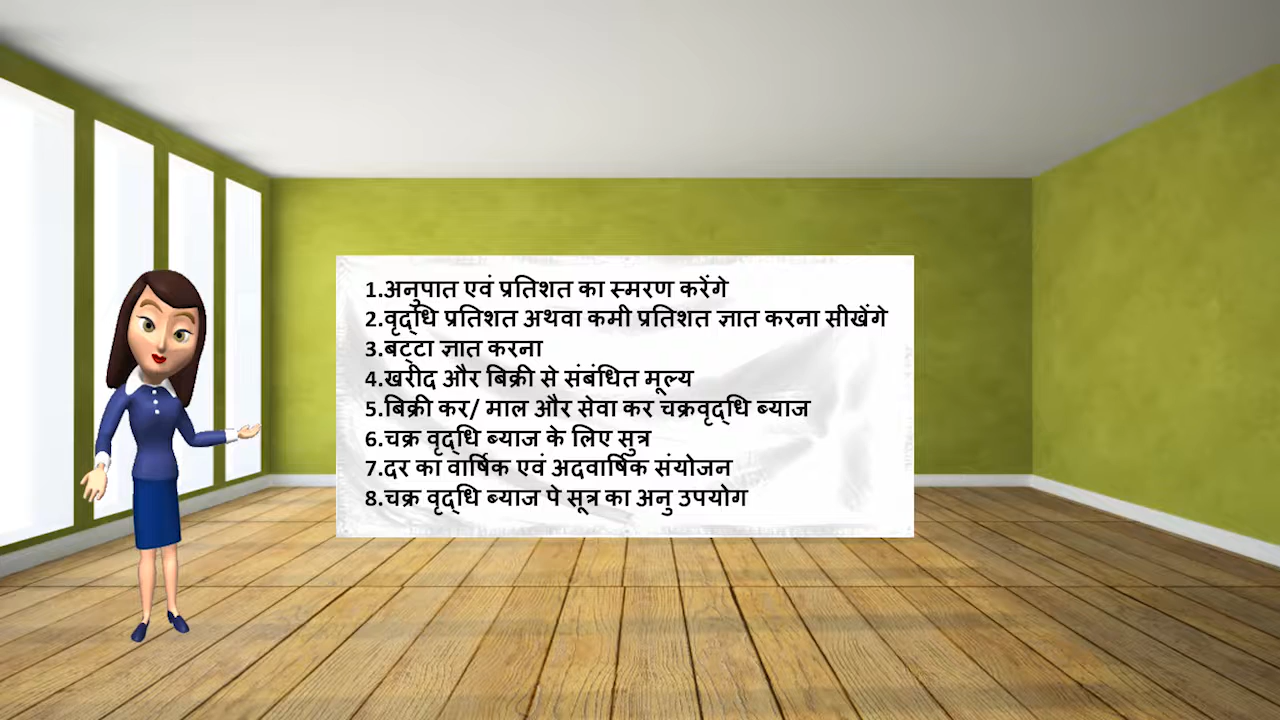 1.अनुपात एवं प्रतिशत का स्मरण करेंगे
2.वृद्धि प्रतिशत अथवा कमी प्रतिशत ज्ञात करना सीखेंगे
3.बट्टा ज्ञात करना
4.खरीद और बिक्री से संबंधित मूल्य
5.बिक्री कर/ माल और सेवा कर चक्रवृद्धि ब्याज
6.चक्र वृद्धि ब्याज के लिए सुत्र
7.दर का वार्षिक एवं अदवार्षिक संयोजन
8.चक्र वृद्धि ब्याज पे सूत्र का अनु उपयोग